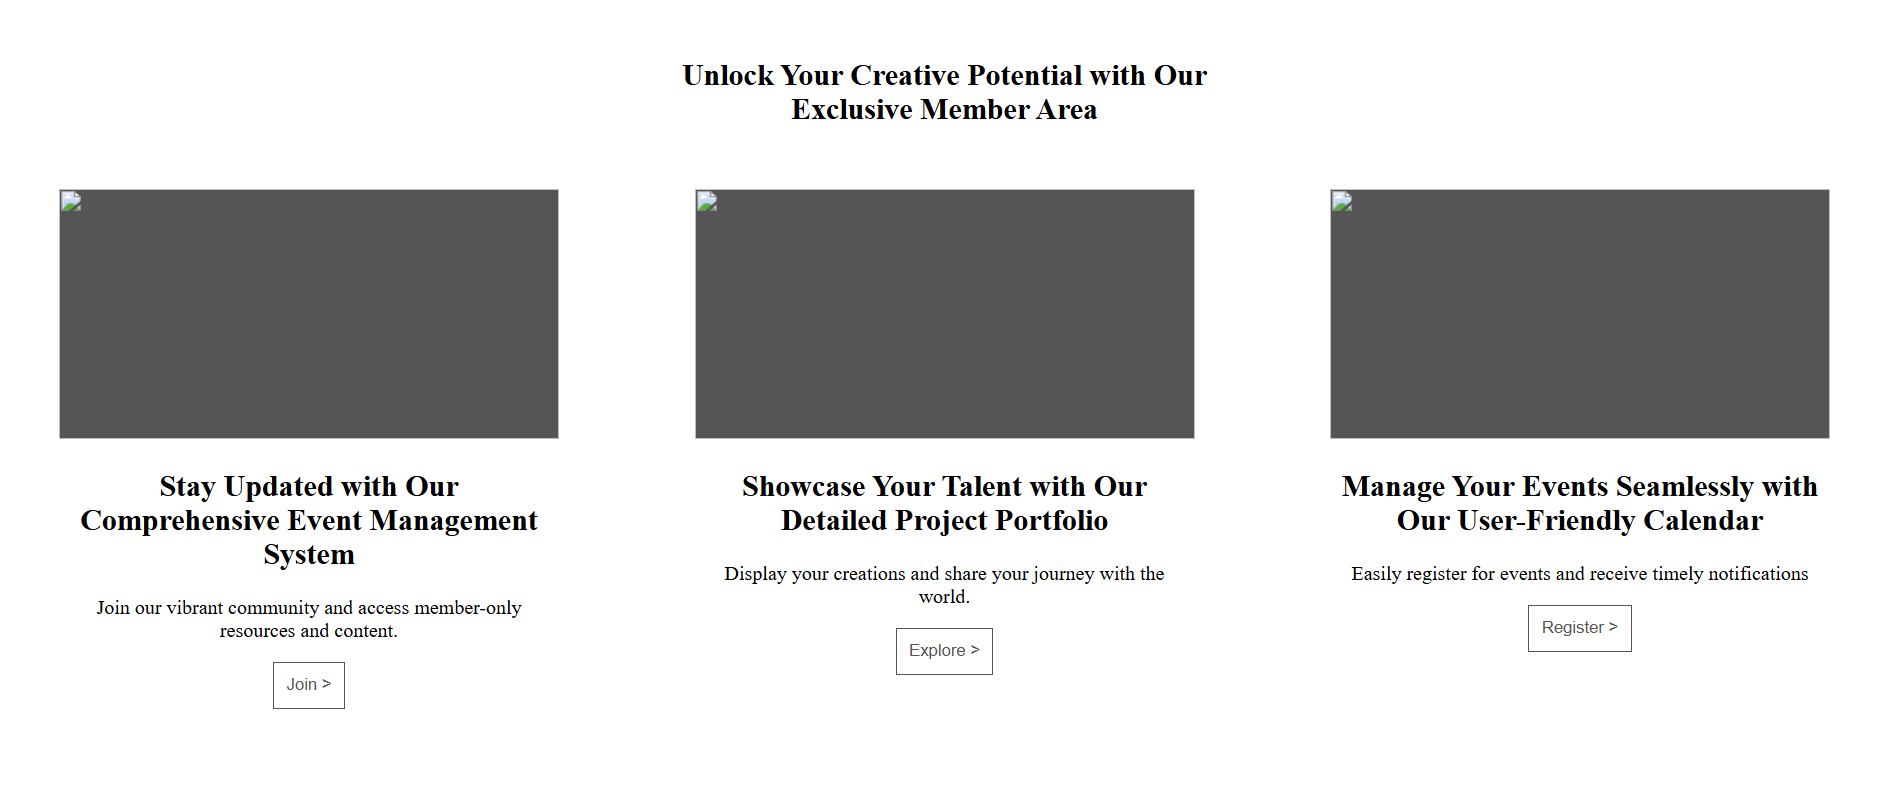 Unlock Your Creative Potential with Our
Exclusive Member Area
Stay Updated with Our
Comprehensive Event Management
System
Join our vibrant community and access member-only
resources and content.
Join >
Showcase Your Talent with Our
Detailed Project Portfolio
Display your creations and share your journey with the
world.
Explore >
Manage Your Events Seamlessly with
Our User-Friendly Calendar
Easily register for events and receive timely notifications
Register >